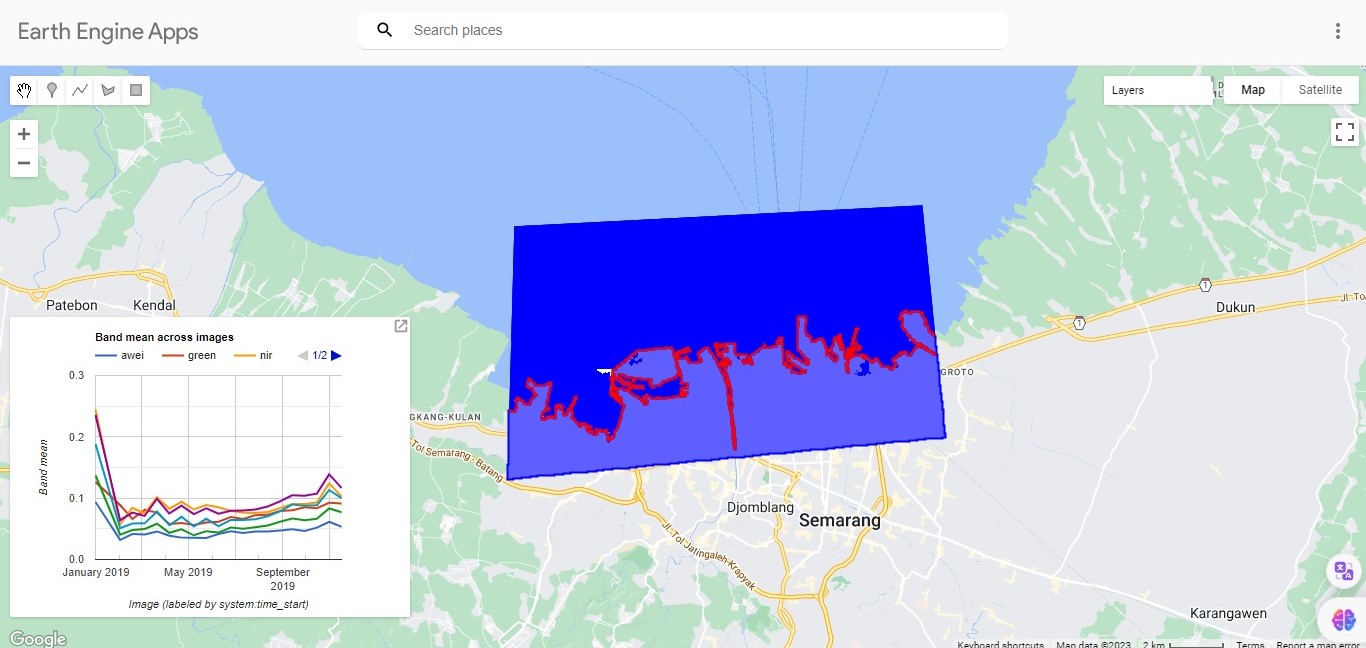 Earth Engine Apps
Search places
Layers
Map
Satellite
Patebon
Kendal
Dukun
1
1
Jl. To
GROTO
GKANG-KULAN
Tol Semarang - Batang
Djomblang
Semarang
Jl. Tol Jatingaleh-Krapyak
Karangawen
Band mean across images
awei
green
nir
1/2
0.3
0.2
0.1
0.0
Band mean
January 2019
May 2019
September
2019
Image (labeled by system:time_start)
Google
Keyboard shortcuts
Map data ©2023
2 km
Terms
Report a map error